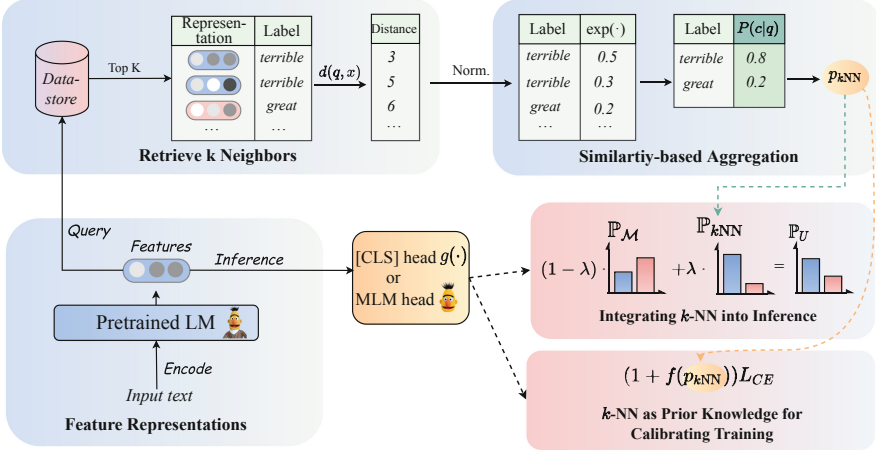 Data-
store
Top K
Represen-
tation
Label
terrible
terrible
great
... ...
d(q, x)
Distance
3
5
6
...
Retrieve k Neighbors
Norm.
Label
exp(·)
terrible
0.5
terrible
0.3
great
0.2
... ...
Label
P(c|q)
terrible
0.8
great
0.2
p_kNN
Similartiy-based Aggregation
Query
Features
Inference
Pretrained LM
Encode
Input text
Feature Representations
[CLS] head g(·)
or
MLM head
ℙ_ℳ
ℙ_kNN
ℙ_U
(1 − λ) ·
+λ ·
=
Integrating k-NN into Inference
(1 + f(p_kNN))L_CE
k-NN as Prior Knowledge for
Calibrating Training